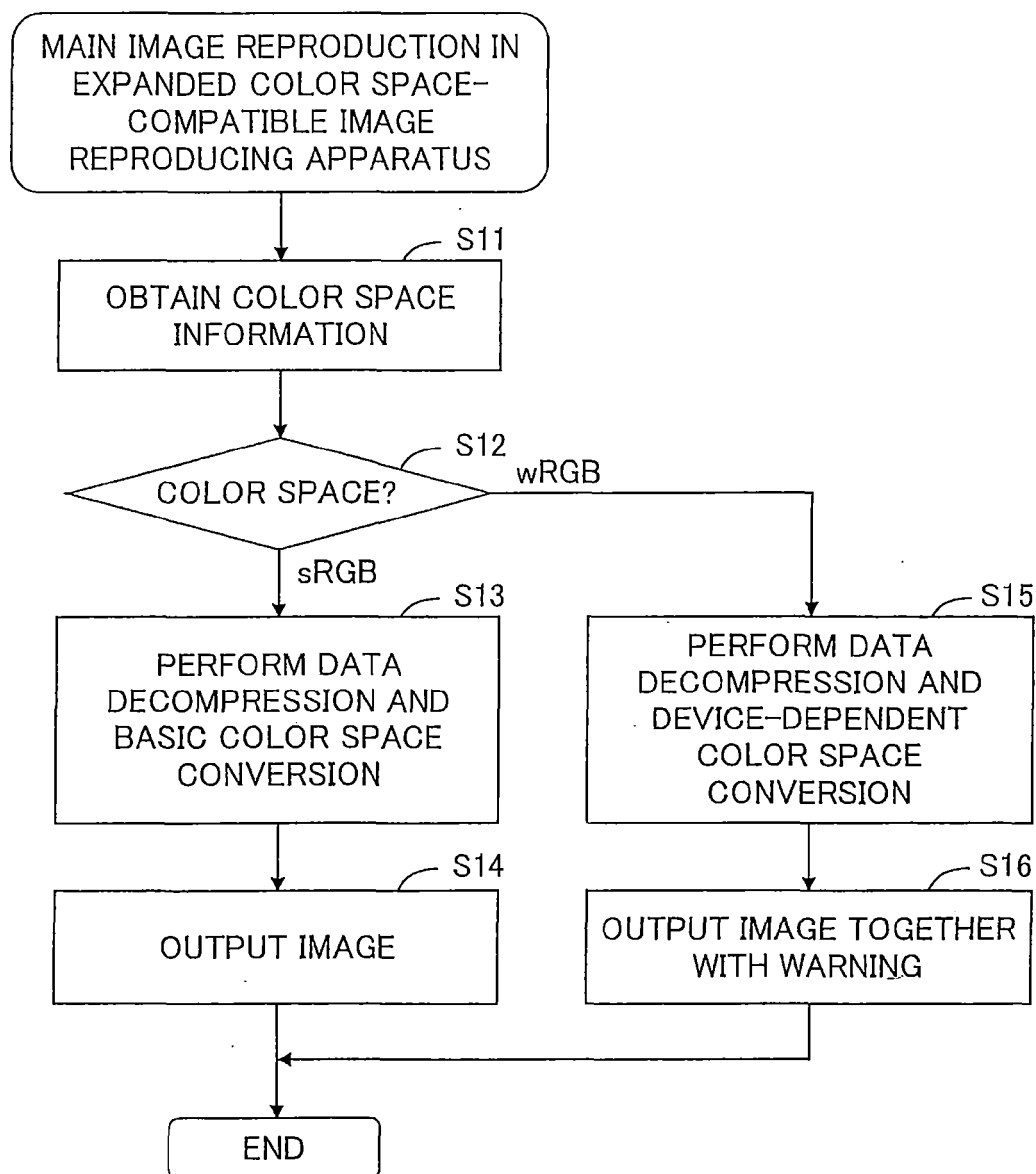 MAIN IMAGE REPRODUCTION IN
EXPANDED COLOR SPACE-
COMPATIBLE IMAGE
REPRODUCING APPARATUS
S11
OBTAIN COLOR SPACE
INFORMATION
S12
COLOR SPACE?
wRGB
sRGB
S13
PERFORM DATA
DECOMPRESSION AND
BASIC COLOR SPACE
CONVERSION
S15
PERFORM DATA
DECOMPRESSION AND
DEVICE-DEPENDENT
COLOR SPACE
CONVERSION
S14
OUTPUT IMAGE
S16
OUTPUT IMAGE TOGETHER
WITH WARNING
END